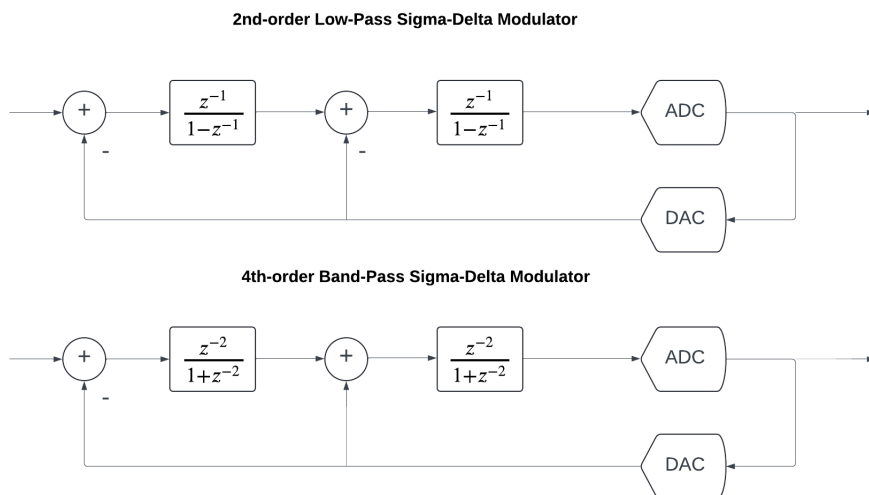 2nd-order Low-Pass Sigma-Delta Modulator
+
z⁻¹
1−z⁻¹
+
z⁻¹
1−z⁻¹
ADC
-
-
DAC
4th-order Band-Pass Sigma-Delta Modulator
+
z⁻²
1+z⁻²
+
z⁻²
1+z⁻²
ADC
-
DAC